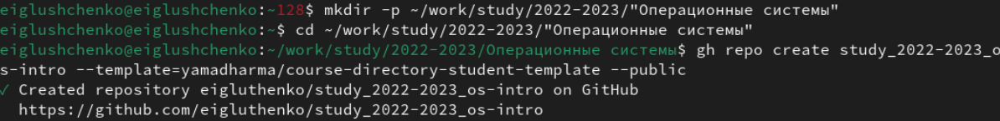 eiglushchenko@eiglushchenko:~128$ mkdir -p ~/work/study/2022-2023/"Операционные системы"
eiglushchenko@eiglushchenko:~$ cd ~/work/study/2022-2023/"Операционные системы"
eiglushchenko@eiglushchenko:~/work/study/2022-2023/Операционные системы$ gh repo create study_2022-2023_o
s-intro --template=yamadharma/course-directory-student-template --public
✓ Created repository eigluthenko/study_2022-2023_os-intro on GitHub
https://github.com/eigluthenko/study_2022-2023_os-intro